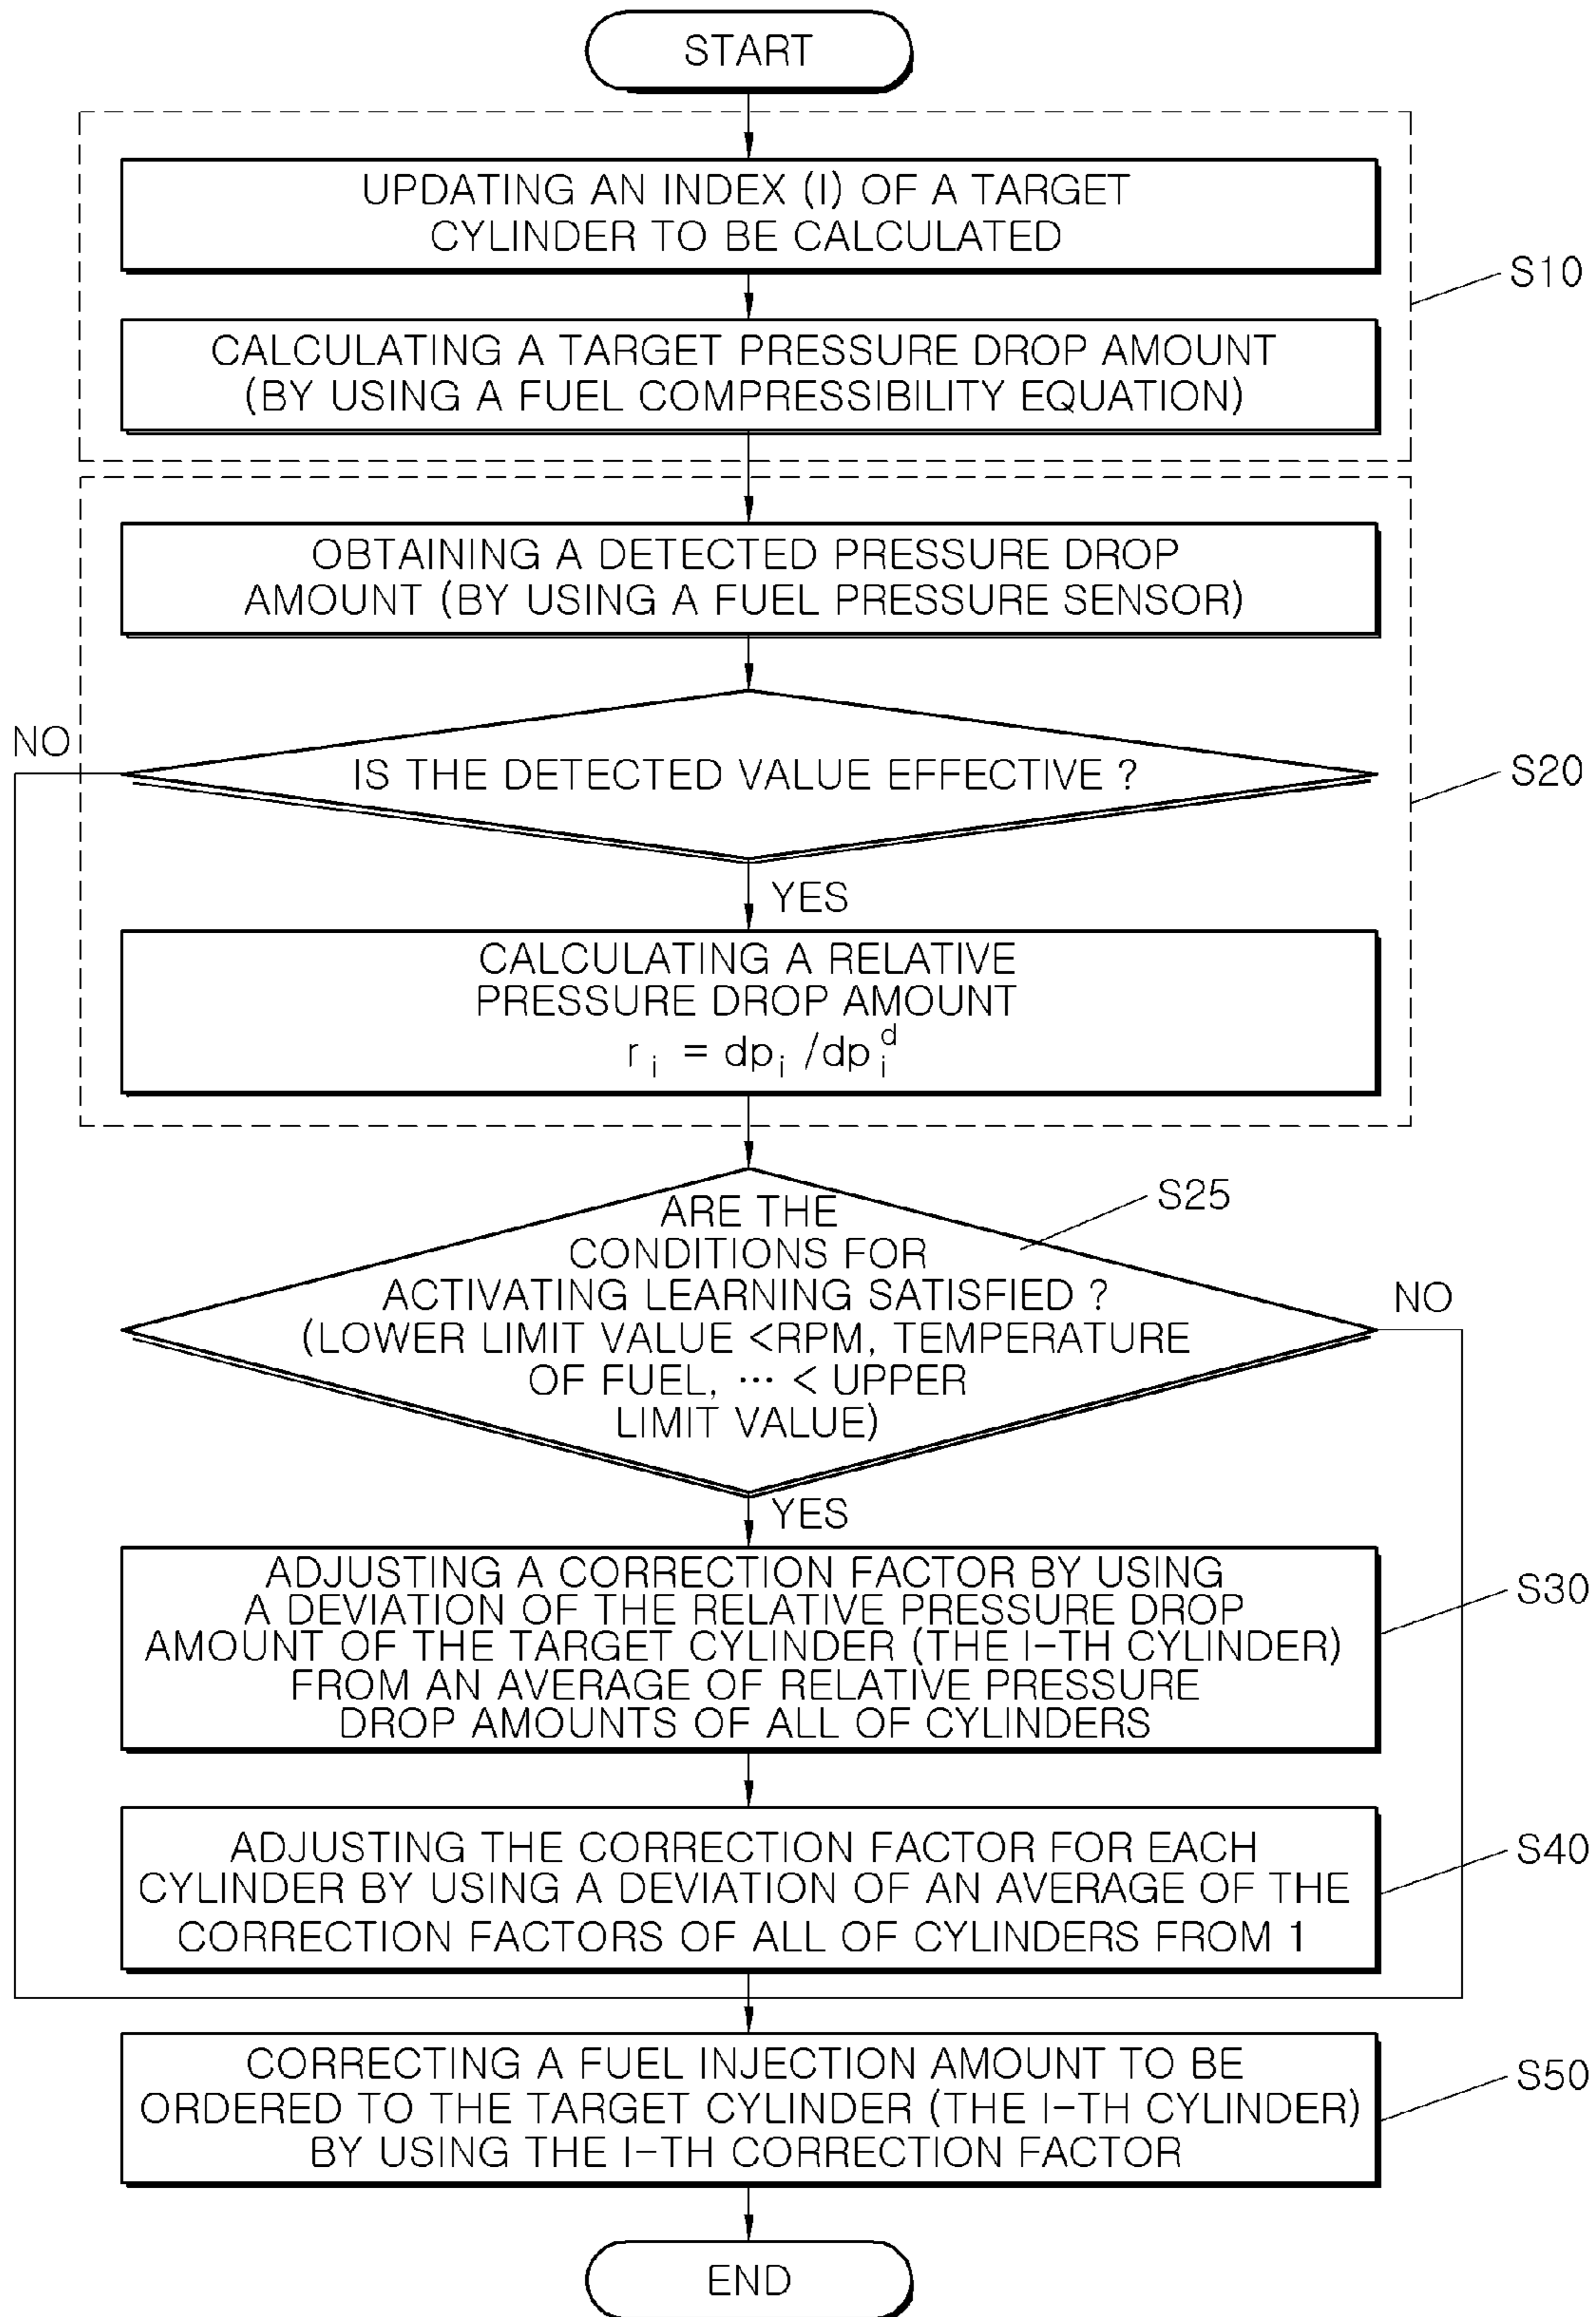 START
UPDATING AN INDEX (I) OF A TARGET
CYLINDER TO BE CALCULATED
S10
CALCULATING A TARGET PRESSURE DROP AMOUNT
(BY USING A FUEL COMPRESSIBILITY EQUATION)
OBTAINING A DETECTED PRESSURE DROP
AMOUNT (BY USING A FUEL PRESSURE SENSOR)
NO
IS THE DETECTED VALUE EFFECTIVE ?
S20
YES
CALCULATING A RELATIVE
PRESSURE DROP AMOUNT
r_i = dp_i / dp_i^d
S25
ARE THE
CONDITIONS FOR
ACTIVATING LEARNING SATISFIED ?
(LOWER LIMIT VALUE <RPM, TEMPERATURE
OF FUEL, ··· < UPPER
LIMIT VALUE)
NO
YES
ADJUSTING A CORRECTION FACTOR BY USING
A DEVIATION OF THE RELATIVE PRESSURE DROP
AMOUNT OF THE TARGET CYLINDER (THE I-TH CYLINDER)
FROM AN AVERAGE OF RELATIVE PRESSURE
DROP AMOUNTS OF ALL OF CYLINDERS
S30
ADJUSTING THE CORRECTION FACTOR FOR EACH
CYLINDER BY USING A DEVIATION OF AN AVERAGE OF THE
CORRECTION FACTORS OF ALL OF CYLINDERS FROM 1
S40
CORRECTING A FUEL INJECTION AMOUNT TO BE
ORDERED TO THE TARGET CYLINDER (THE I-TH CYLINDER)
BY USING THE I-TH CORRECTION FACTOR
S50
END